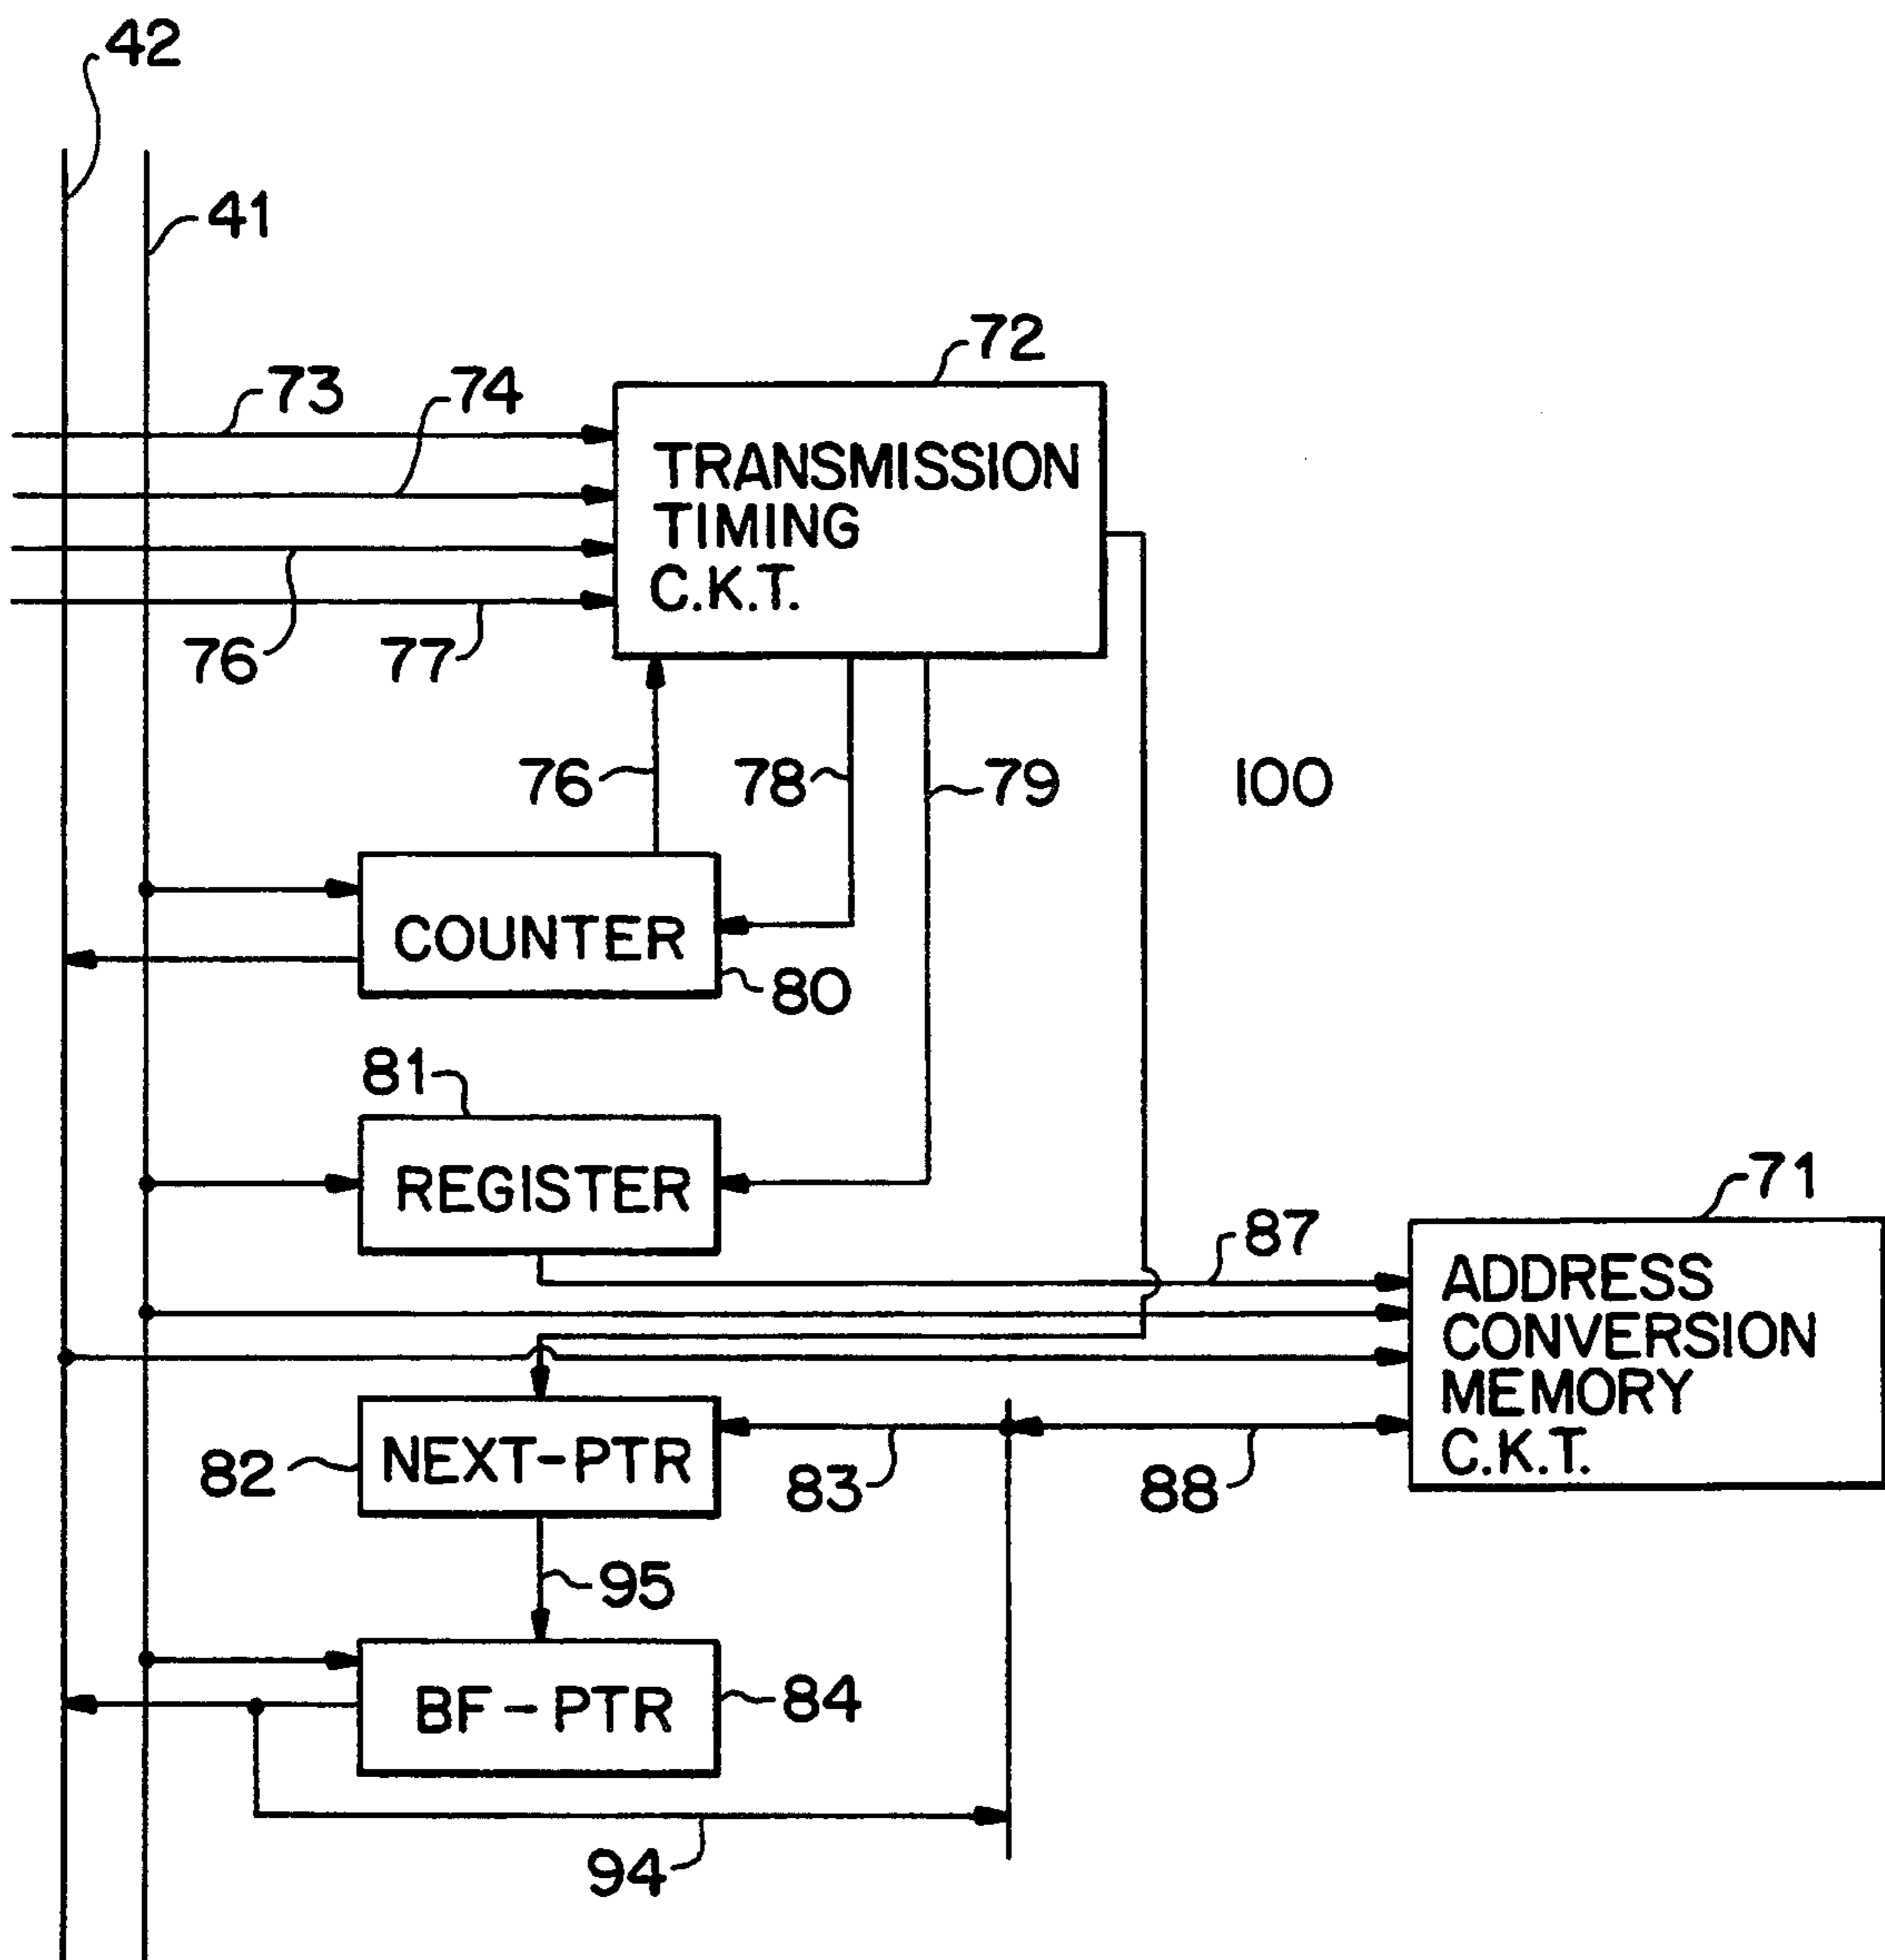 42
41
72
73
74
TRANSMISSION
TIMING
C.K.T.
76
77
76
78
79
100
COUNTER
80
81
REGISTER
71
87
ADDRESS
CONVERSION
MEMORY
C.K.T.
82
NEXT-PTR
83
88
95
BF-PTR
84
94